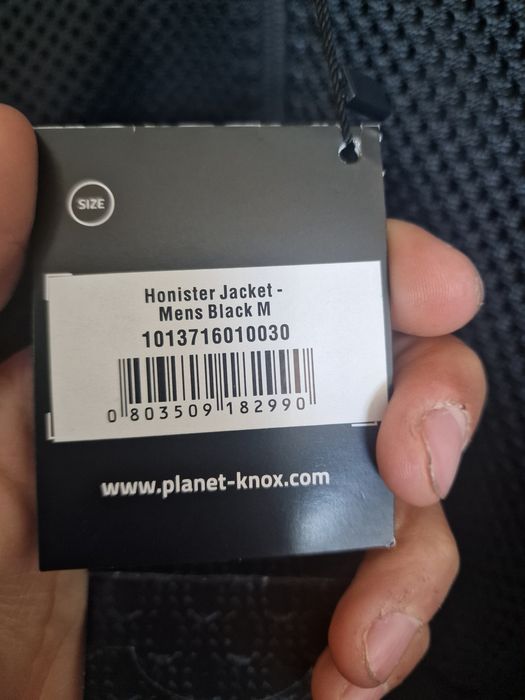 SIZE
Honister Jacket -
Mens Black M
1013716010030
0 803509 182990
www.planet-knox.com